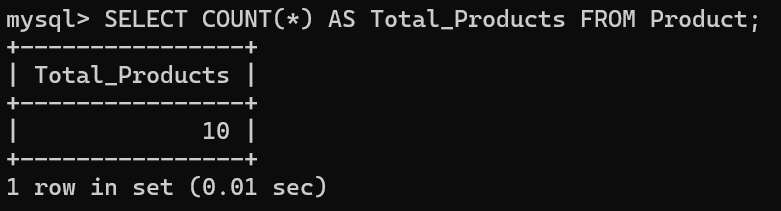 mysql> SELECT COUNT(*) AS Total_Products FROM Product;
+----------------+
| Total_Products |
+----------------+
|             10 |
+----------------+
1 row in set (0.01 sec)